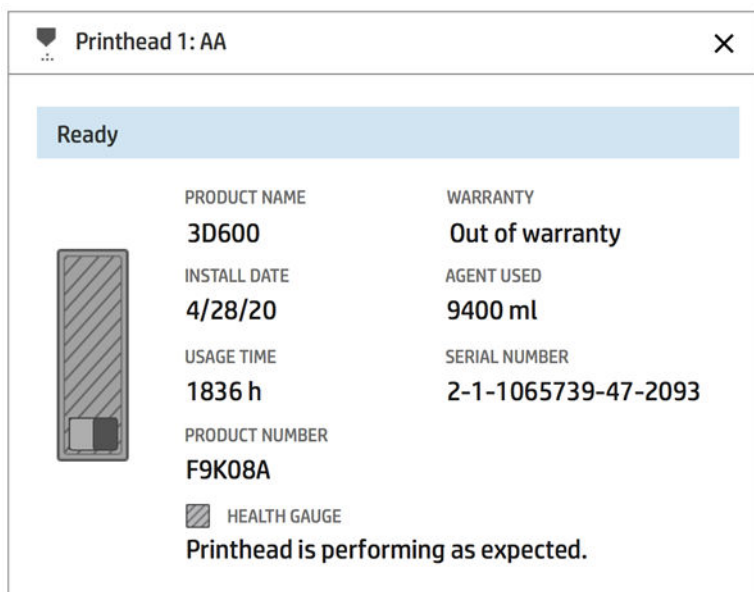 Printhead 1: AA
Ready
PRODUCT NAME
3D600
WARRANTY
Out of warranty
INSTALL DATE
4/28/20
AGENT USED
9400 ml
USAGE TIME
1836 h
SERIAL NUMBER
2-1-1065739-47-2093
PRODUCT NUMBER
F9K08A
HEALTH GAUGE
Printhead is performing as expected.